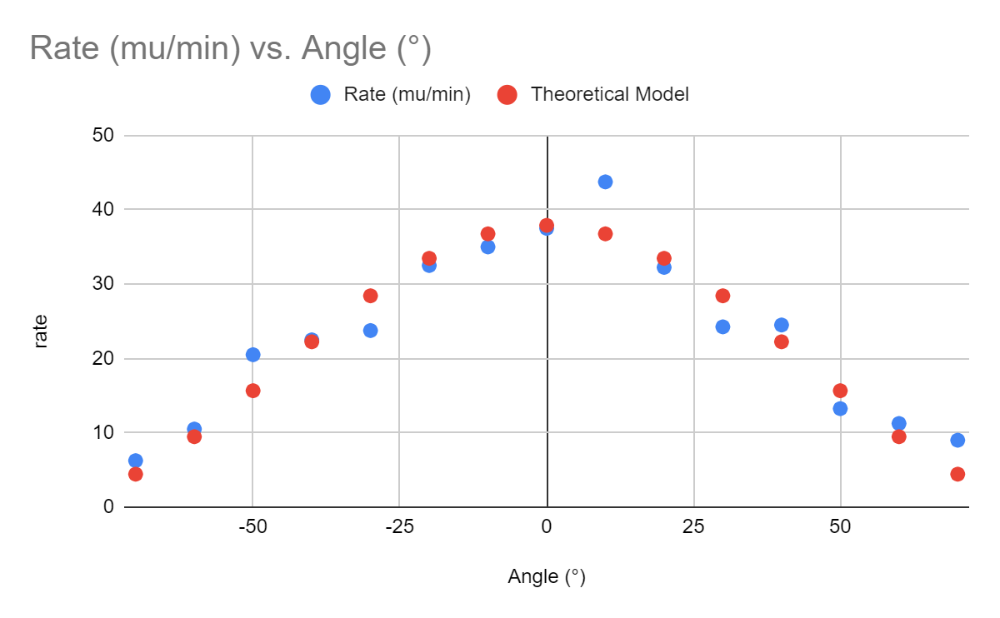 Rate (mu/min) vs. Angle (°)
Rate (mu/min) Theoretical Model
50
40
30
20
10
0
rate
-50 -25 0 25 50
Angle (°)